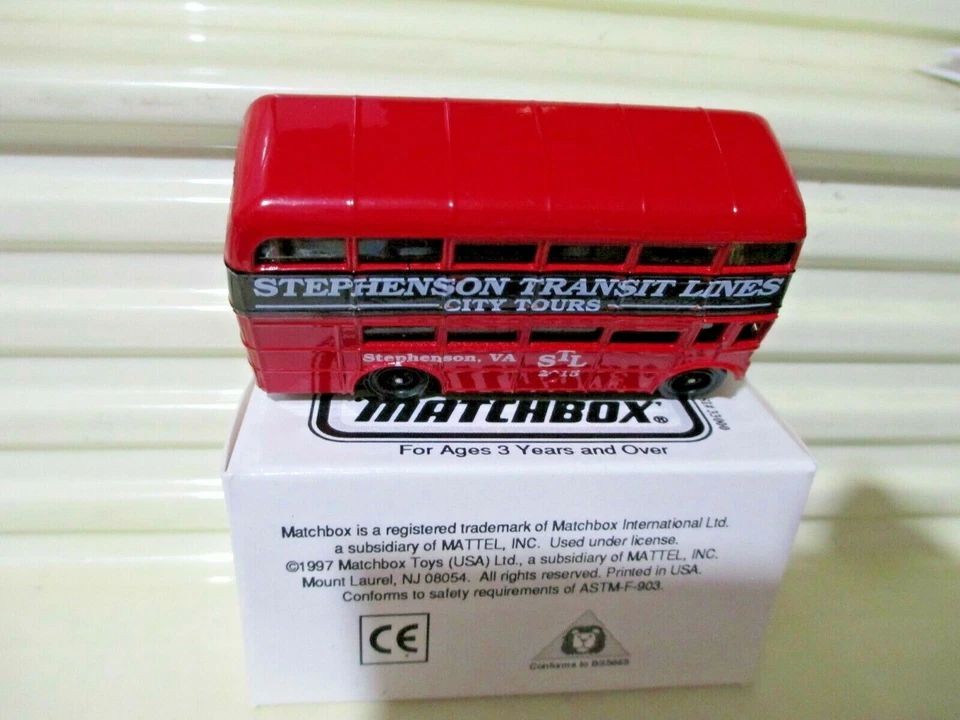 STEPHENSON TRANSIT LINES
CITY TOURS
Stephenson, VA
STL
MATCHBOX®
For Ages 3 Years and Over
Matchbox is a registered trademark of Matchbox International Ltd.
a subsidiary of MATTEL, INC. Used under license.
©1997 Matchbox Toys (USA) Ltd., a subsidiary of MATTEL, INC.
Mount Laurel, NJ 08054. All rights reserved. Printed in USA.
Conforms to safety requirements of ASTM-F-903.
CE
Conforms to BS5665